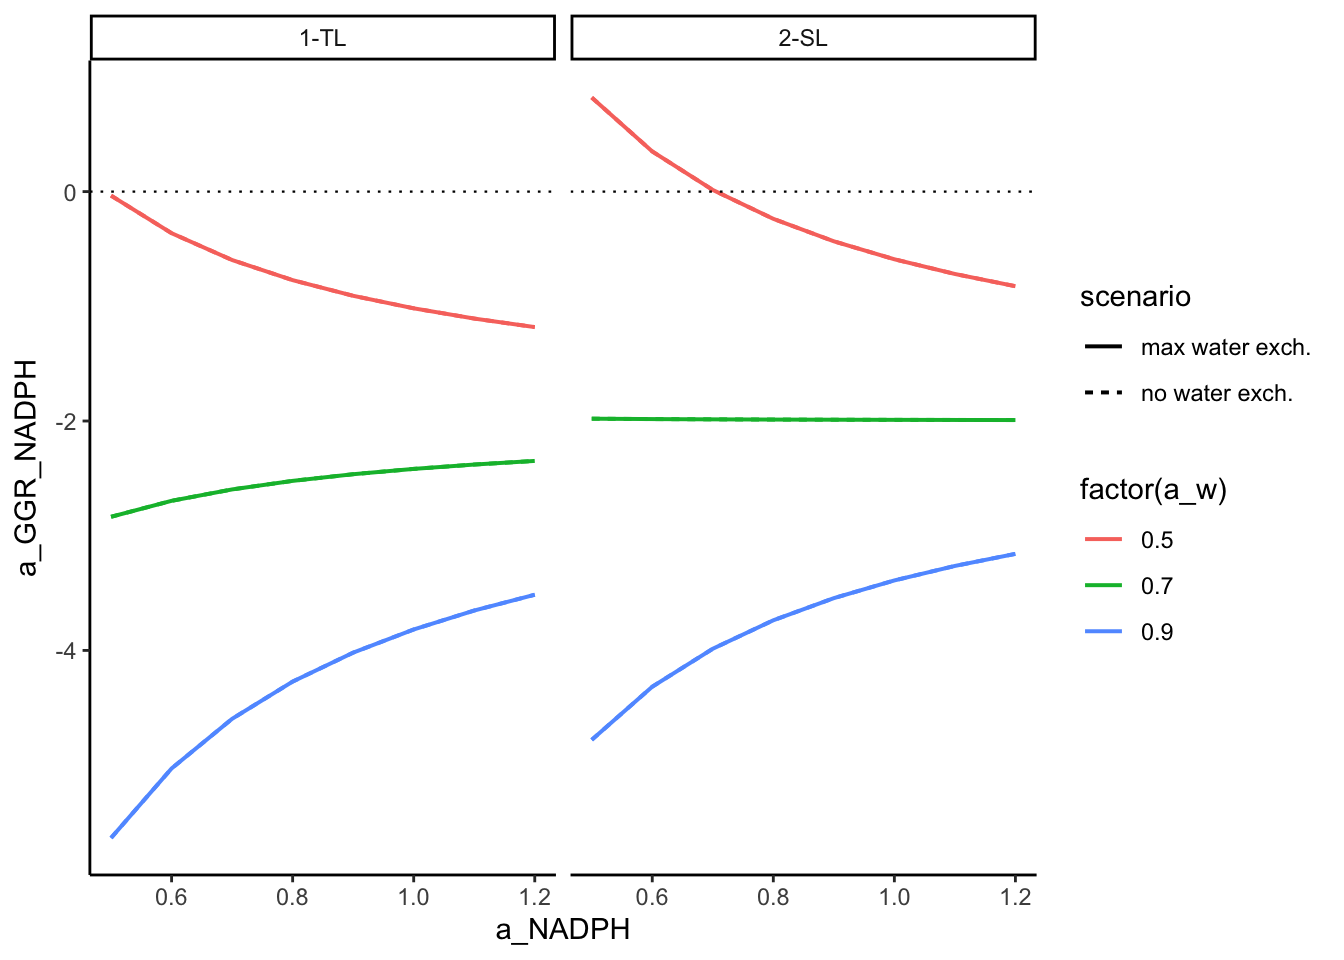 1-TL
2-SL
0
-2
-4
a_GGR_NADPH
0.6
0.8
1.0
1.2
0.6
0.8
1.0
1.2
a_NADPH
scenario
max water exch.
no water exch.
factor(a_w)
0.5
0.7
0.9